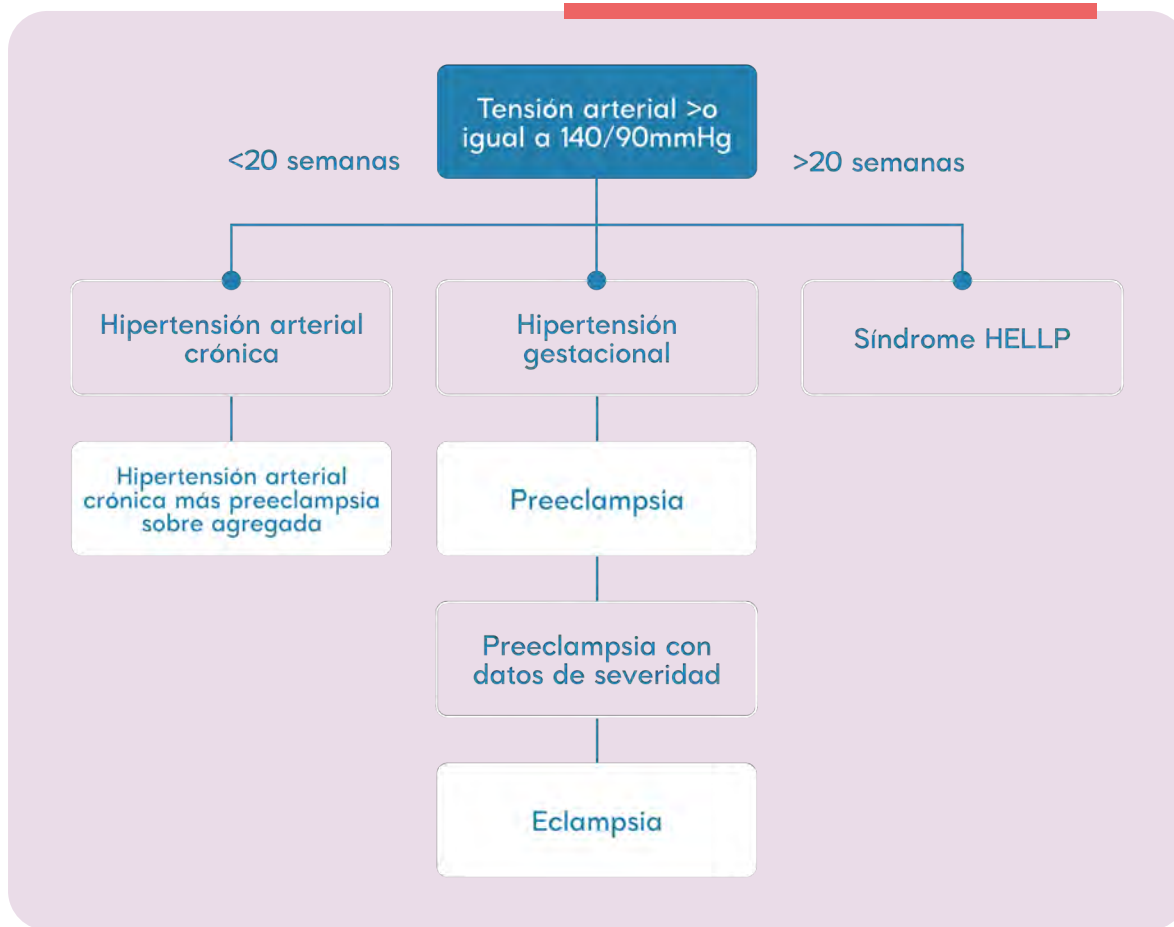 Tensión arterial >o
igual a 140/90mmHg
<20 semanas
>20 semanas
Hipertensión arterial
crónica
Hipertensión
gestacional
Síndrome HELLP
Hipertensión arterial
crónica más preeclampsia
sobre agregada
Preeclampsia
Preeclampsia con
datos de severidad
Eclampsia